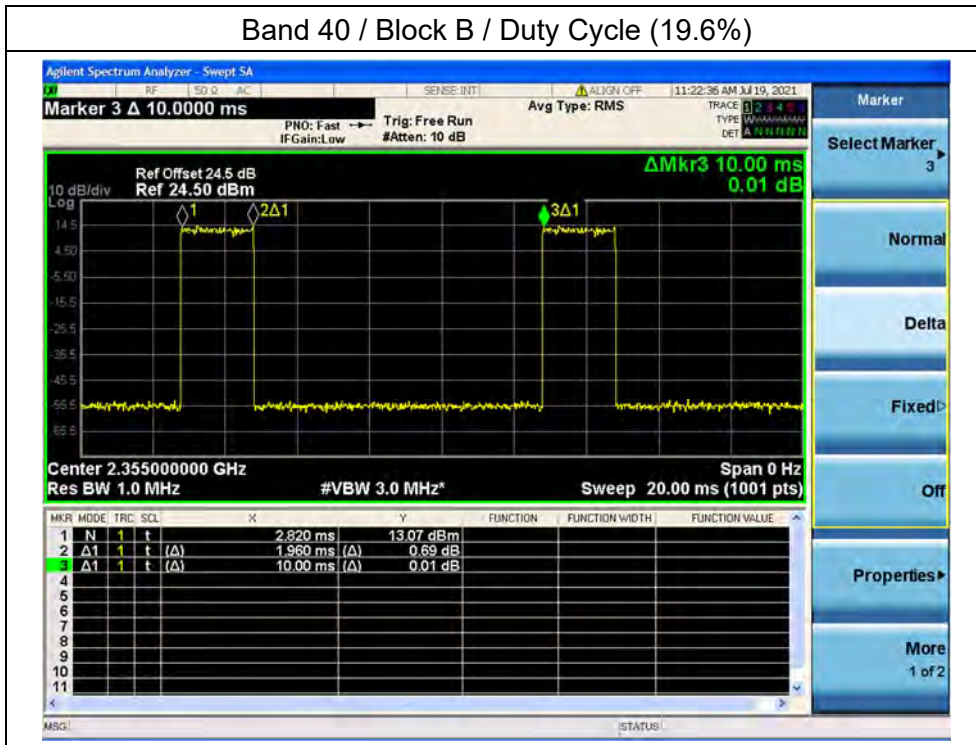 Band 40 / Block B / Duty Cycle (19.6%)
Agilent Spectrum Analyzer - Swept SA
RF 50 Ω AC SENSE:INT ALIGN OFF 11:22:36 AM Jul 19, 2021
Marker 3 Δ 10.0000 ms
PNO: Fast
IFGain:Low
Trig: Free Run
#Atten: 10 dB
Avg Type: RMS
TRACE 1 2 3 4 5 6
TYPE W
DET A N N N N N
Marker
Select Marker
3
Normal
Delta
Fixed
Off
Properties
More
1 of 2
ΔMkr3 10.00 ms
0.01 dB
Ref Offset 24.5 dB
10 dB/div Ref 24.50 dBm
Log
14.5
4.50
-5.50
-15.5
-25.5
-35.5
-45.5
-55.5
-65.5
1 2Δ1 3Δ1
Center 2.355000000 GHz Span 0 Hz
Res BW 1.0 MHz #VBW 3.0 MHz* Sweep 20.00 ms (1001 pts)
MKR MODE TRC SCL X Y FUNCTION FUNCTION WIDTH FUNCTION VALUE
1 N 1 t 2.820 ms 13.07 dBm
2 Δ1 1 t (Δ) 1.960 ms (Δ) 0.69 dB
3 Δ1 1 t (Δ) 10.00 ms (Δ) 0.01 dB
4
5
6
7
8
9
10
11
MSG STATUS